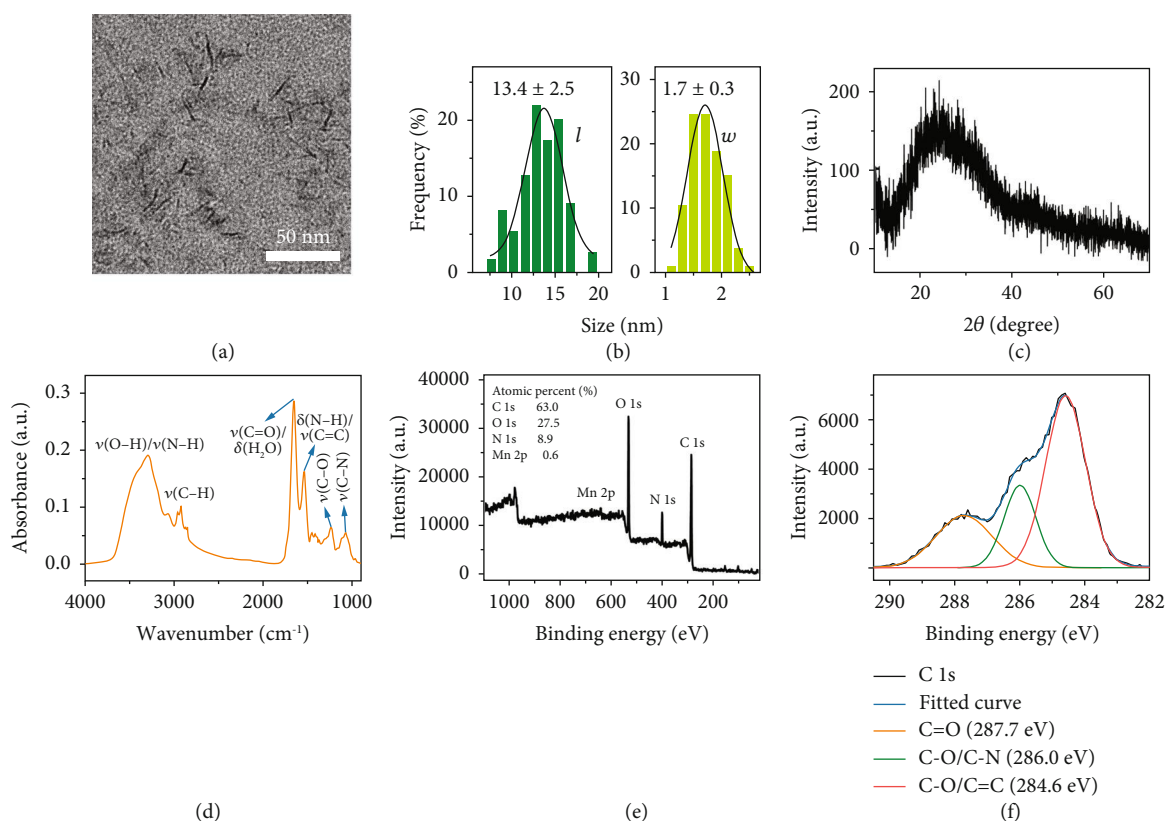 50 nm
(a)
Frequency (%)
20
10
0
13.4 ± 2.5
l
10
15
20
30
20
10
0
1.7 ± 0.3
w
1
2
Size (nm)
(b)
Intensity (a.u.)
200
150
100
50
0
20
40
60
2θ (degree)
(c)
Absorbance (a.u.)
0.3
0.2
0.1
0.0
ν(O–H)/ν(N–H)
ν(C–H)
ν(C=O)/
δ(H₂O)
δ(N–H)/
ν(C=C)
ν(C–O)
ν(C–N)
4000
3000
2000
1000
Wavenumber (cm⁻¹)
(d)
Intensity (a.u.)
40000
30000
20000
10000
0
Atomic percent (%)
C 1s 63.0
O 1s 27.5
N 1s 8.9
Mn 2p 0.6
Mn 2p
O 1s
N 1s
C 1s
1000
800
600
400
200
Binding energy (eV)
(e)
Intensity (a.u.)
6000
4000
2000
0
290
288
286
284
282
Binding energy (eV)
C 1s
Fitted curve
C=O (287.7 eV)
C-O/C-N (286.0 eV)
C-O/C=C (284.6 eV)
(f)